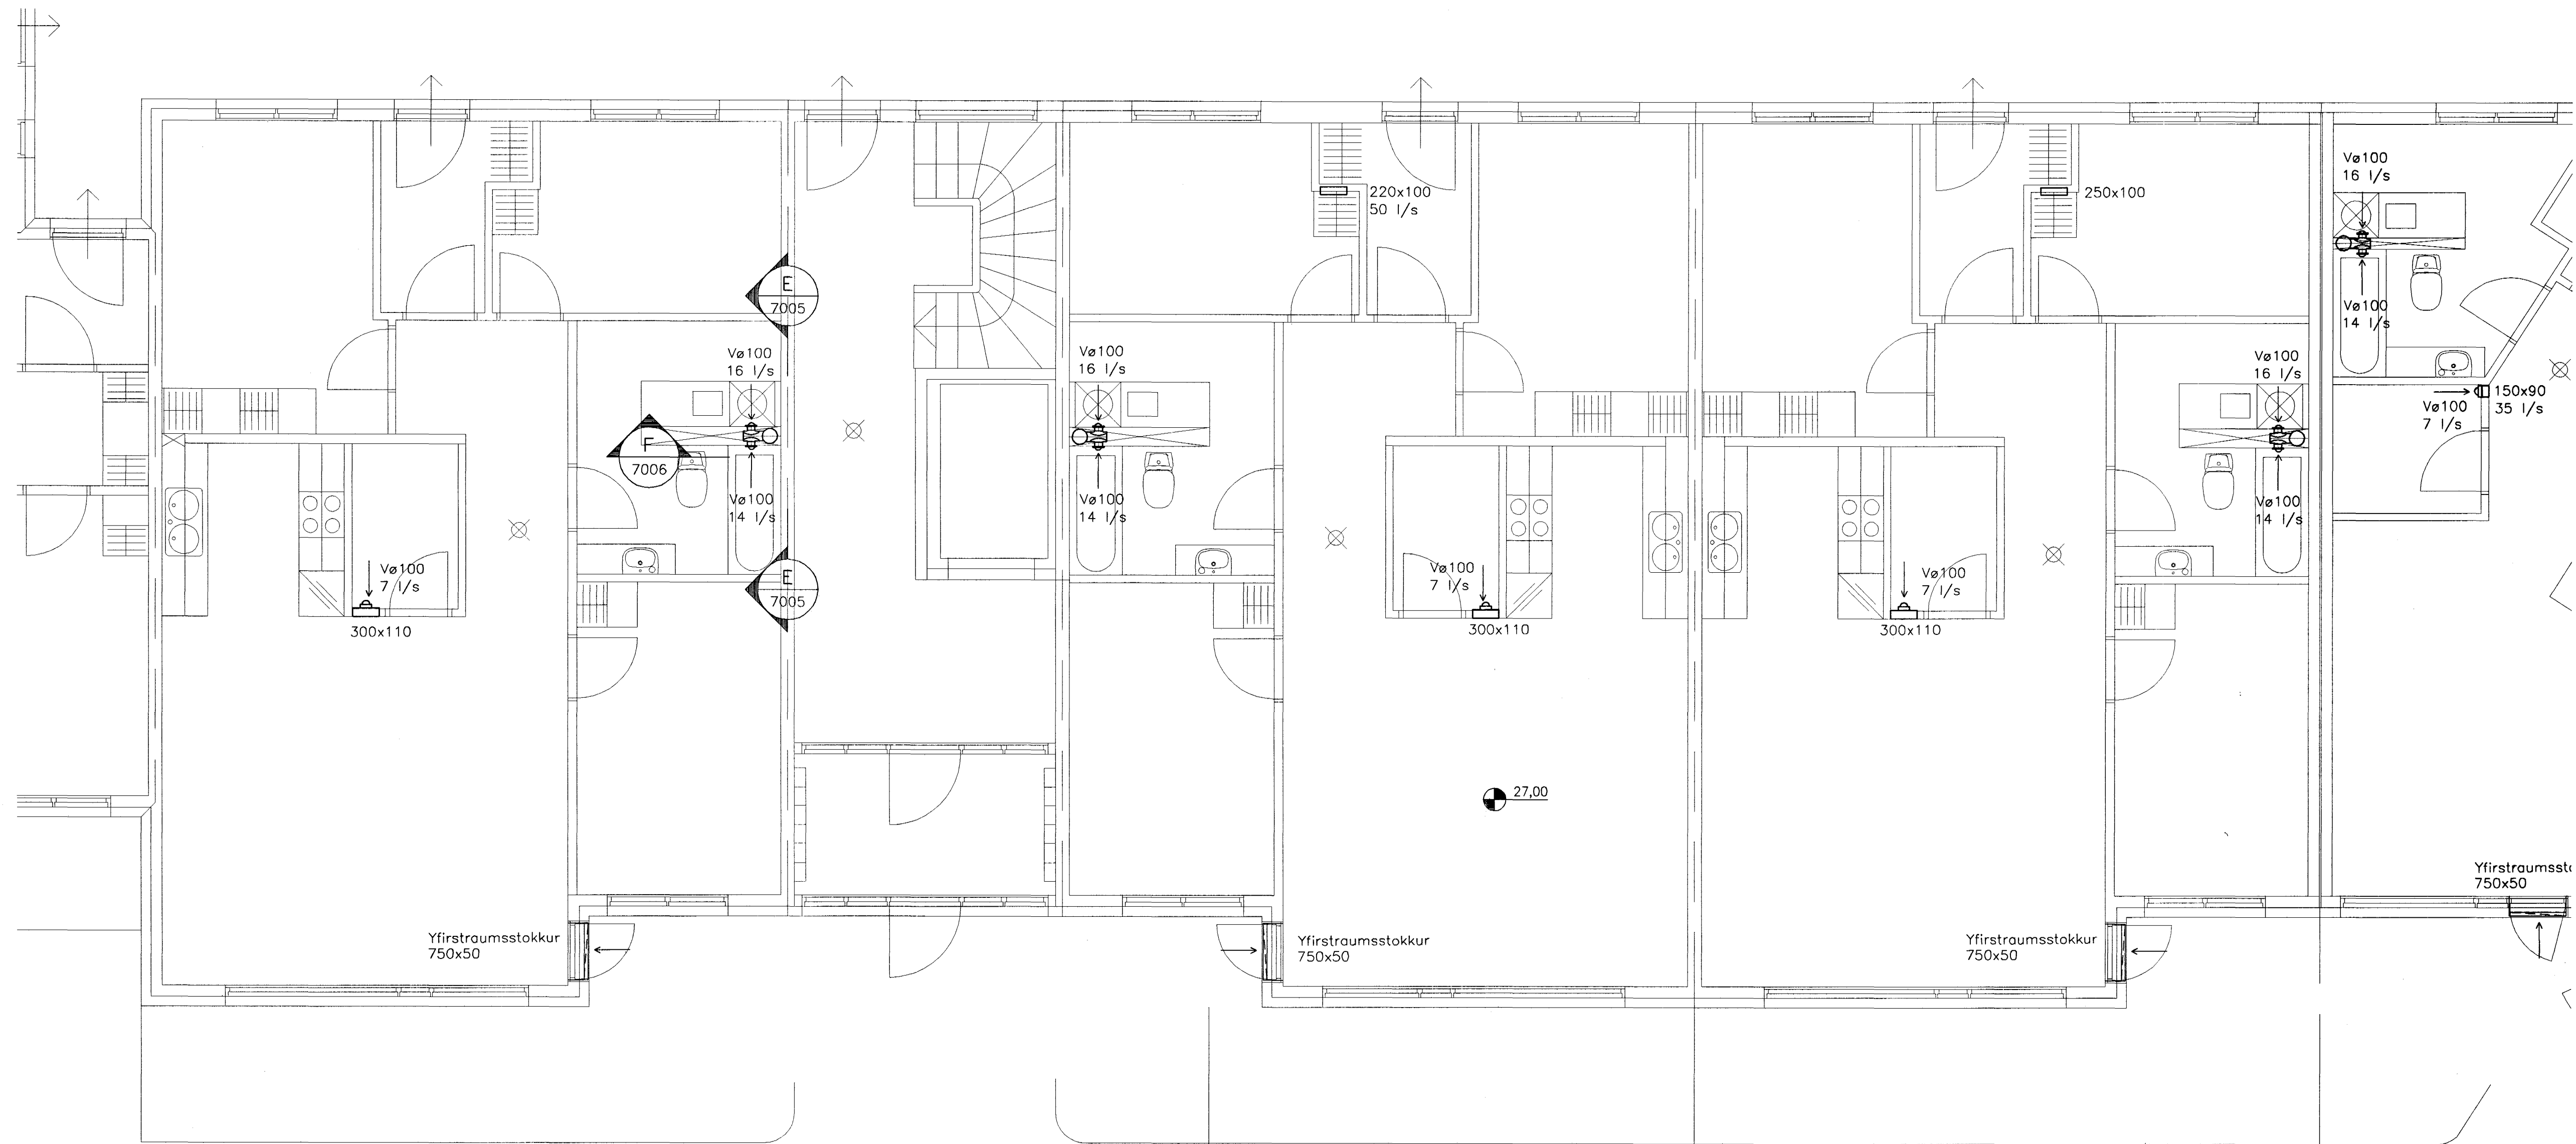 Vø100
16 l/s
220x100
50 l/s
250x100
E
7005
Vø100
14 l/s
Vø100
16 l/s
Vø100
16 l/s
Vø100
16 l/s
150x90
35 l/s
Vø100
7 l/s
F
7006
Vø100
14 l/s
Vø100
14 l/s
Vø100
14 l/s
Vø100
7 l/s
E
7005
Vø100
7 l/s
Vø100
7 l/s
300x110
300x110
300x110
27,00
Yfirstraumssto
750x50
Yfirstraumsstokkur
750x50
Yfirstraumsstokkur
750x50
Yfirstraumsstokkur
750x50